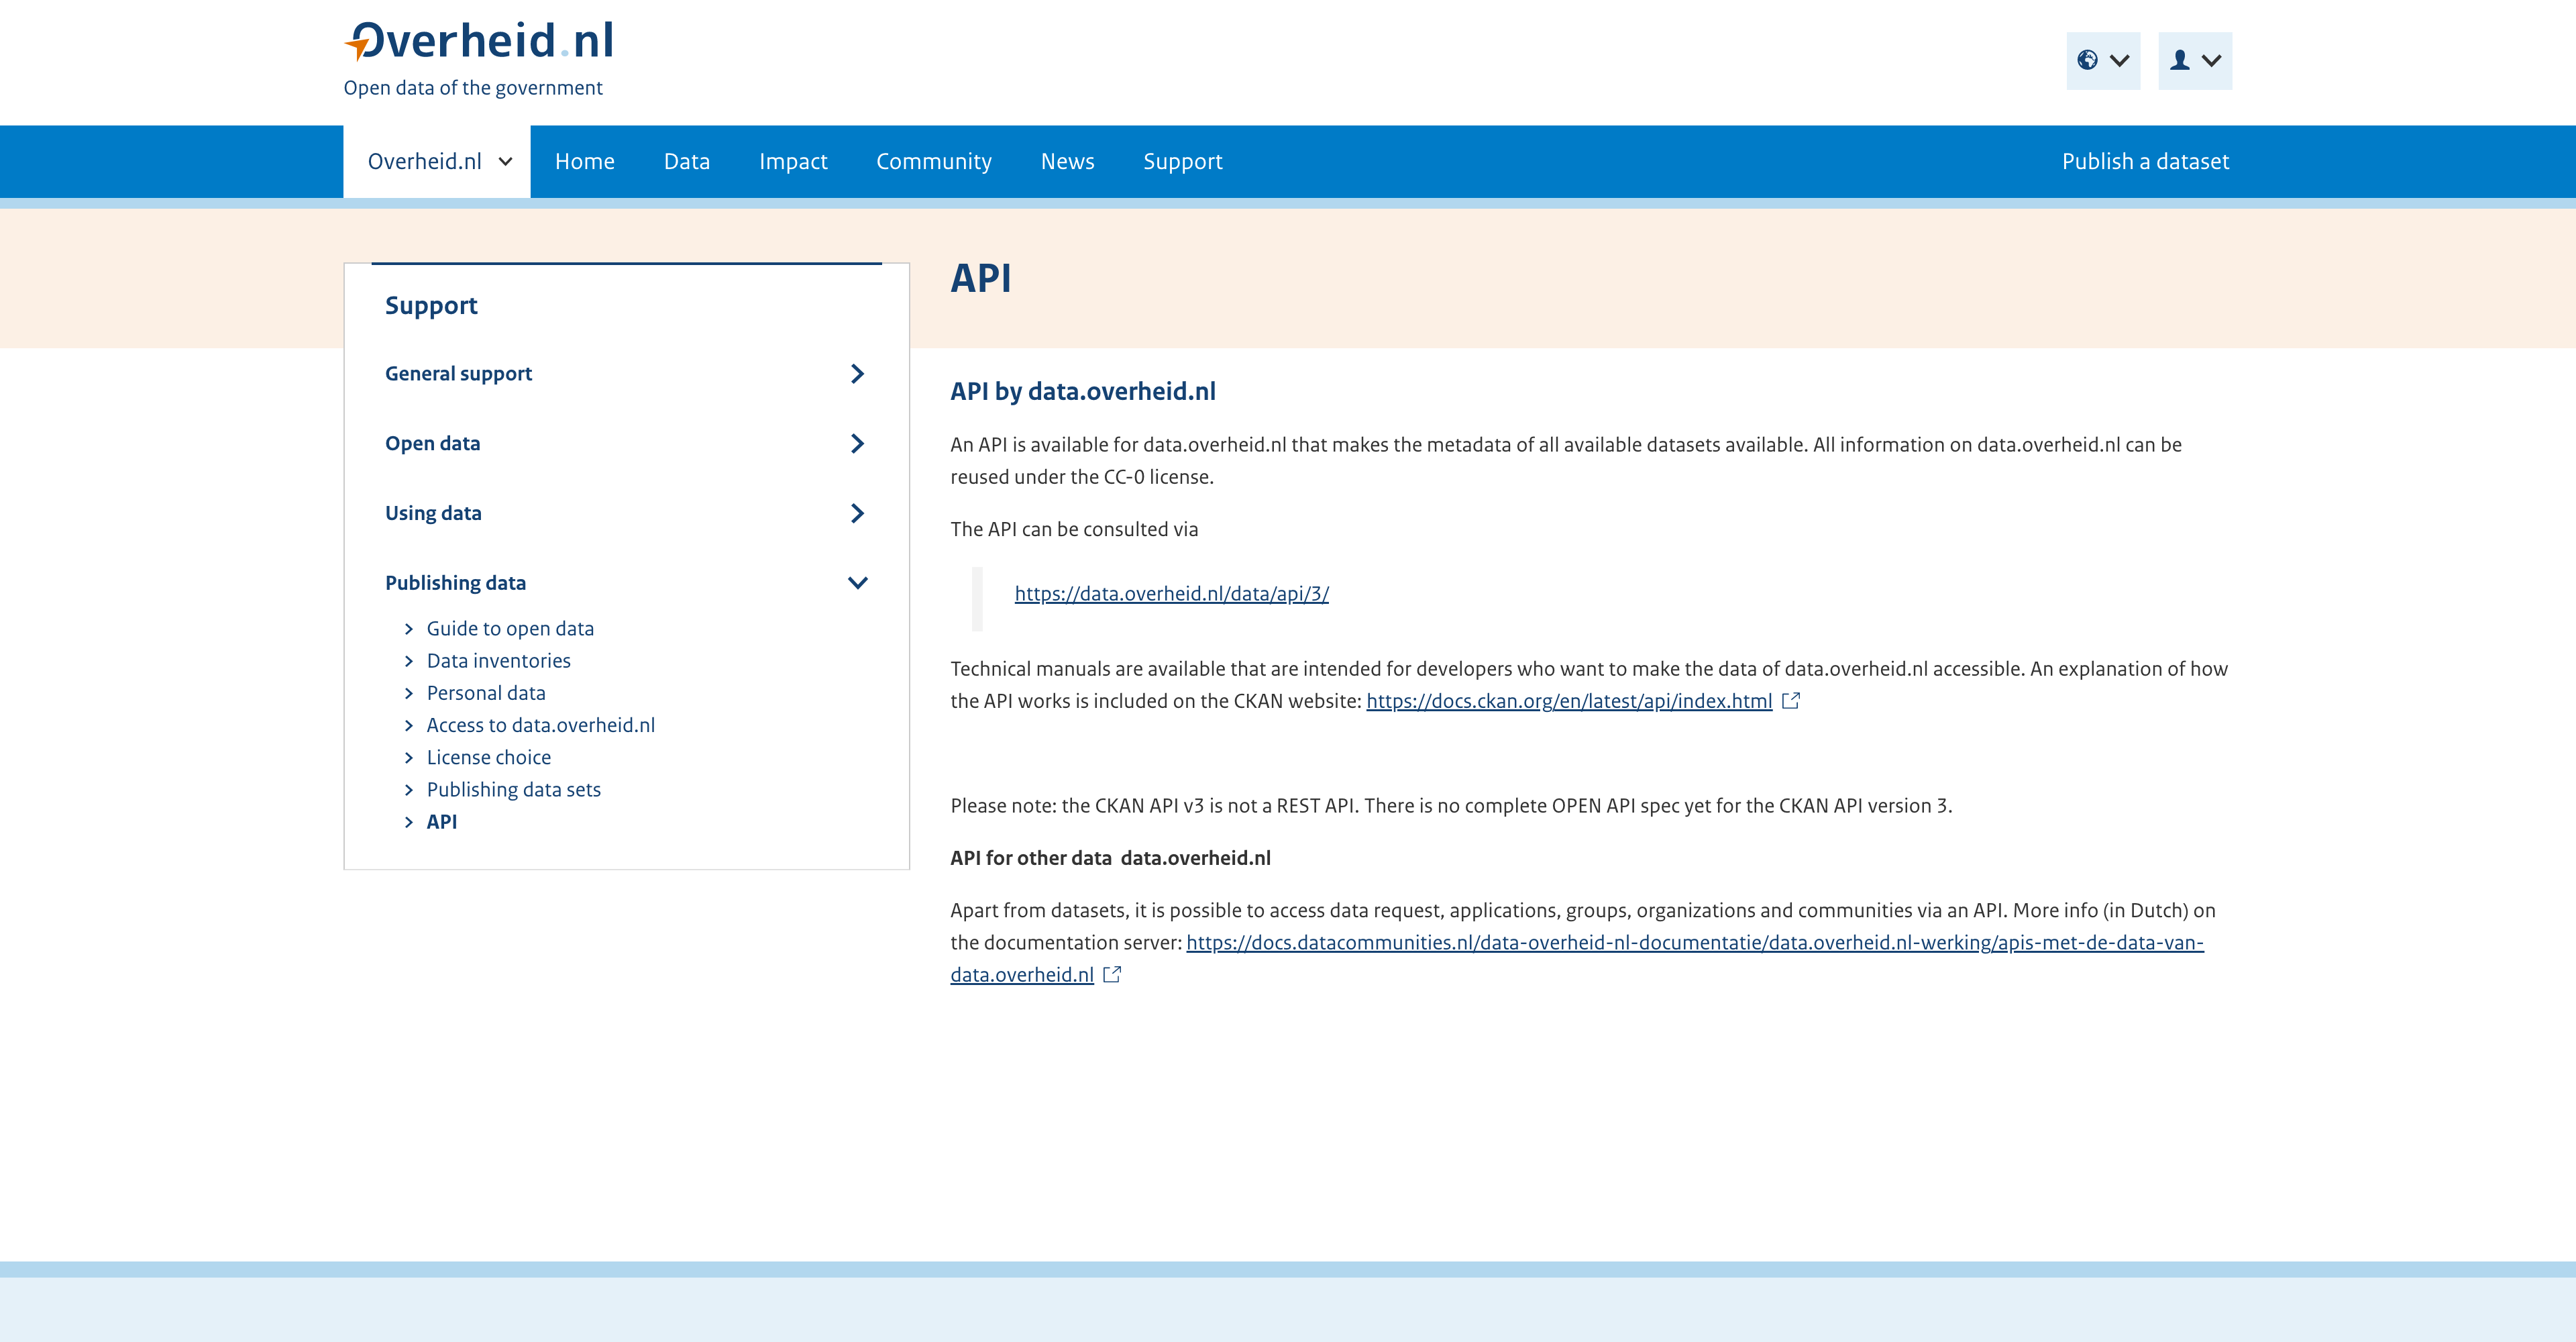 Overheid.nl
Open data of the government
Overheid.nl
Home
Data
Impact
Community
News
Support
Publish a dataset
Support
General support
Open data
Using data
Publishing data
Guide to open data
Data inventories
Personal data
Access to data.overheid.nl
License choice
Publishing data sets
API
API
API by data.overheid.nl
An API is available for data.overheid.nl that makes the metadata of all available datasets available. All information on data.overheid.nl can be
reused under the CC-0 license.
The API can be consulted via
https://data.overheid.nl/data/api/3/
Technical manuals are available that are intended for developers who want to make the data of data.overheid.nl accessible. An explanation of how
the API works is included on the CKAN website: https://docs.ckan.org/en/latest/api/index.html
Please note: the CKAN API v3 is not a REST API. There is no complete OPEN API spec yet for the CKAN API version 3.
API for other data  data.overheid.nl
Apart from datasets, it is possible to access data request, applications, groups, organizations and communities via an API. More info (in Dutch) on
the documentation server: https://docs.datacommunities.nl/data-overheid-nl-documentatie/data.overheid.nl-werking/apis-met-de-data-van-
data.overheid.nl